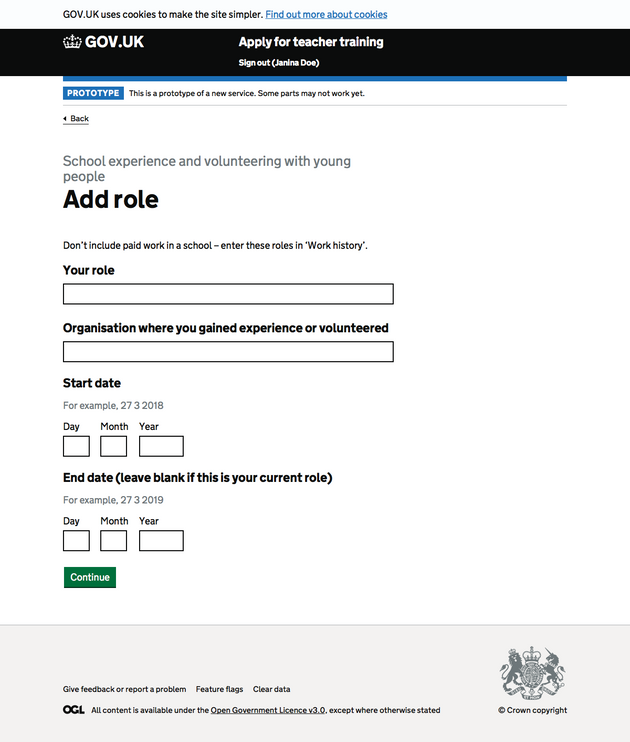 GOV.UK uses cookies to make the site simpler. Find out more about cookies
GOV.UK Apply for teacher training
Sign out (Janina Doe)
PROTOTYPE This is a prototype of a new service. Some parts may not work yet.
Back
School experience and volunteering with young
people
Add role
Don’t include paid work in a school – enter these roles in ‘Work history’.
Your role
Organisation where you gained experience or volunteered
Start date
For example, 27 3 2018
Day Month Year
End date (leave blank if this is your current role)
For example, 27 3 2019
Day Month Year
Continue
Give feedback or report a problem Feature flags Clear data
OGL All content is available under the Open Government Licence v3.0, except where otherwise stated
© Crown copyright